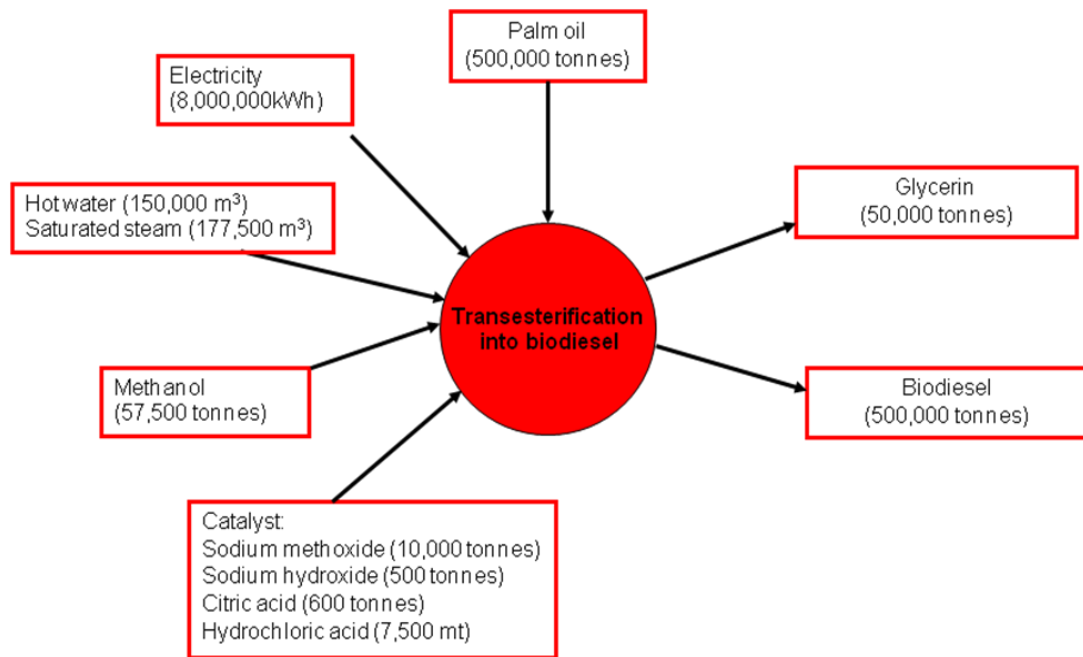 Palm oil
(500,000 tonnes)
Electricity
(8,000,000kWh)
Hot water (150,000 m³)
Saturated steam (177,500 m³)
Glycerin
(50,000 tonnes)
Transesterification
into biodiesel
Methanol
(57,500 tonnes)
Biodiesel
(500,000 tonnes)
Catalyst:
Sodium methoxide (10,000 tonnes)
Sodium hydroxide (500 tonnes)
Citric acid (600 tonnes)
Hydrochloric acid (7,500 mt)